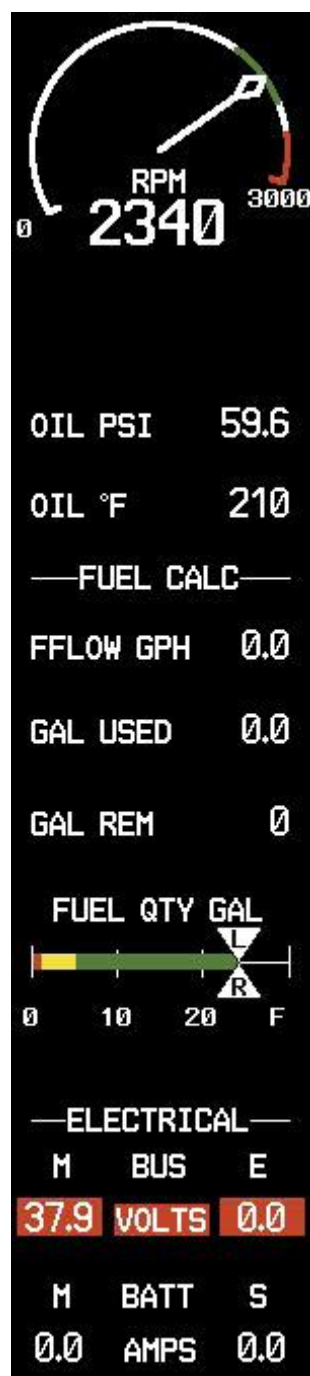 RPM
0 2340 3000
OIL PSI 59.6
OIL °F 210
FUEL CALC
FFLOW GPH 0.0
GAL USED 0.0
GAL REM 0
FUEL QTY GAL
L
R
0 10 20 F
ELECTRICAL
M BUS E
37.9 VOLTS 0.0
M BATT S
0.0 AMPS 0.0